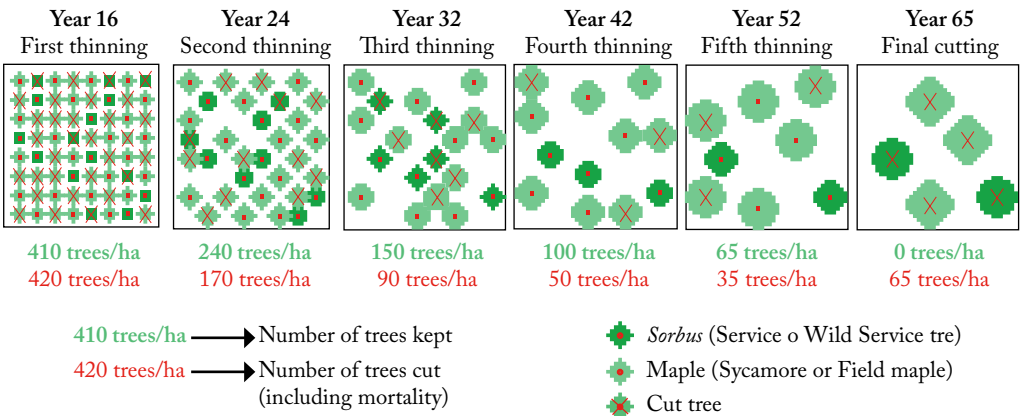 Year 16
First thinning
Year 24
Second thinning
Year 32
Third thinning
Year 42
Fourth thinning
Year 52
Fifth thinning
Year 65
Final cutting
410 trees/ha
420 trees/ha
240 trees/ha
170 trees/ha
150 trees/ha
90 trees/ha
100 trees/ha
50 trees/ha
65 trees/ha
35 trees/ha
0 trees/ha
65 trees/ha
410 trees/ha
Number of trees kept
420 trees/ha
Number of trees cut
(including mortality)
Sorbus (Service o Wild Service tre)
Maple (Sycamore or Field maple)
Cut tree